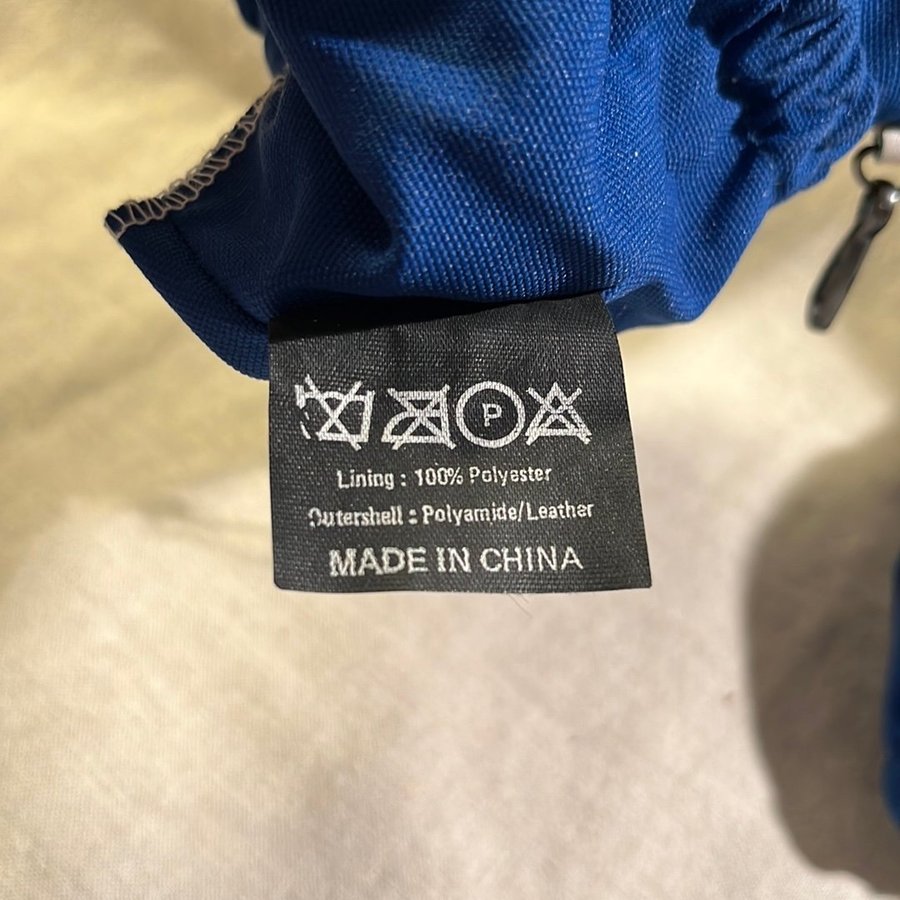 P
Lining : 100% Polyester
Outershell : Polyamide/Leather
MADE IN CHINA